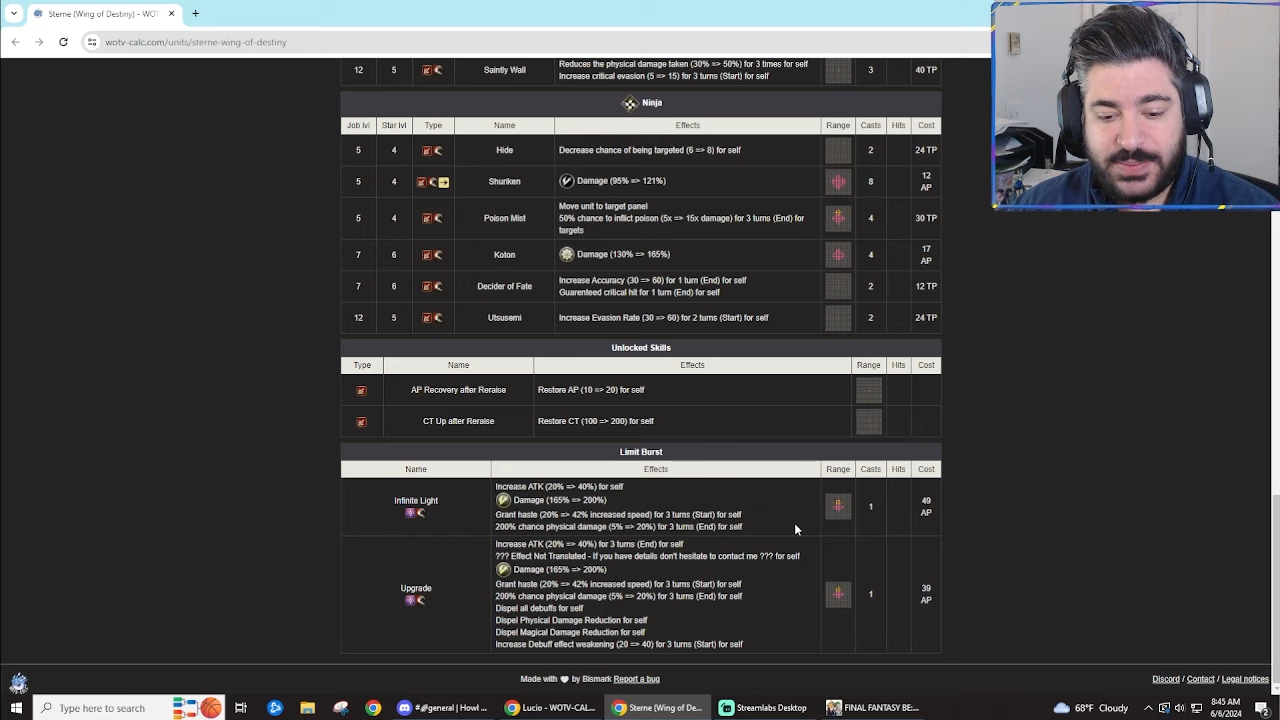 Sterne (Wing of Destiny) - WOT
wotv-calc.com/units/sterne-wing-of-destiny
12 5 Saintly Wall Reduces the physical damage taken (30% => 50%) for 3 times for self 3 40 TP
Increase critical evasion (5 => 15) for 3 turns (Start) for self
Ninja
Job lvl Star lvl Type Name Effects Range Casts Hits Cost
5 4 Hide Decrease chance of being targeted (6 => 8) for self 2 24 TP
5 4 Shuriken Damage (95% => 121%) 8 12 AP
5 4 Poison Mist Move unit to target panel 4 30 TP
50% chance to inflict poison (5x => 15x damage) for 3 turns (End) for
targets
7 6 Koton Damage (130% => 165%) 4 17 AP
7 6 Decider of Fate Increase Accuracy (30 => 60) for 1 turn (End) for self 2 12 TP
Guarenteed critical hit for 1 turn (End) for self
12 5 Utsusemi Increase Evasion Rate (30 => 60) for 2 turns (Start) for self 2 24 TP
Unlocked Skills
Type Name Effects Range Hits Cost
AP Recovery after Reraise Restore AP (10 => 20) for self
CT Up after Reraise Restore CT (100 => 200) for self
Limit Burst
Name Effects Range Casts Hits Cost
Infinite Light Increase ATK (20% => 40%) for self 1 49 AP
Damage (165% => 200%)
Grant haste (20% => 42% increased speed) for 3 turns (Start) for self
200% chance physical damage (5% => 20%) for 3 turns (End) for self
Upgrade Increase ATK (20% => 40%) for 3 turns (End) for self 1 39 AP
??? Effect Not Translated - If you have details don't hesitate to contact me ??? for self
Damage (165% => 200%)
Grant haste (20% => 42% increased speed) for 3 turns (Start) for self
200% chance physical damage (5% => 20%) for 3 turns (End) for self
Dispel all debuffs for self
Dispel Physical Damage Reduction for self
Dispel Magical Damage Reduction for self
Increase Debuff effect weakening (20 => 40) for 3 turns (Start) for self
Made with by Bismark Report a bug
Discord / Contact / Legal notices
Type here to search
#🌈general | Howl ...
Lucio - WOTV-CAL...
Sterne (Wing of De...
Streamlabs Desktop
FINAL FANTASY BE...
68°F Cloudy
8:45 AM
6/6/2024
2